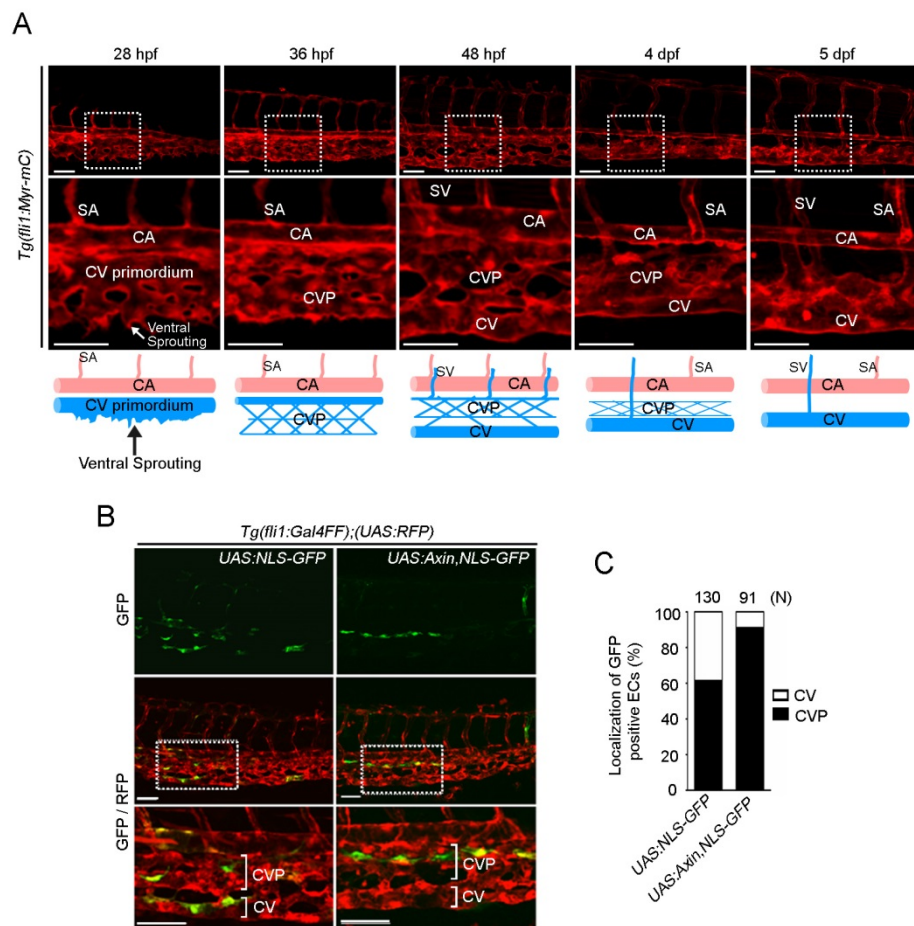 A
28 hpf 36 hpf 48 hpf 4 dpf 5 dpf
Tg(fli1:Myr-mC)
SA CA CV primordium Ventral Sprouting
SA CA CVP
SV CA CVP CV
SA CA CVP CV
SV SA CA CV
SA CA CV primordium
Ventral Sprouting
SA CA CVP
SV CA CVP CV
SA CA CVP CV
SV SA CA CV
B
Tg(fli1:Gal4FF);(UAS:RFP)
UAS:NLS-GFP UAS:Axin,NLS-GFP
GFP
GFP / RFP
CVP CVP
CV CV
C
130 91 (N)
Localization of GFP
positive ECs (%)
100
80
60
40
20
0
CV
CVP
UAS:NLS-GFP
UAS:Axin,NLS-GFP